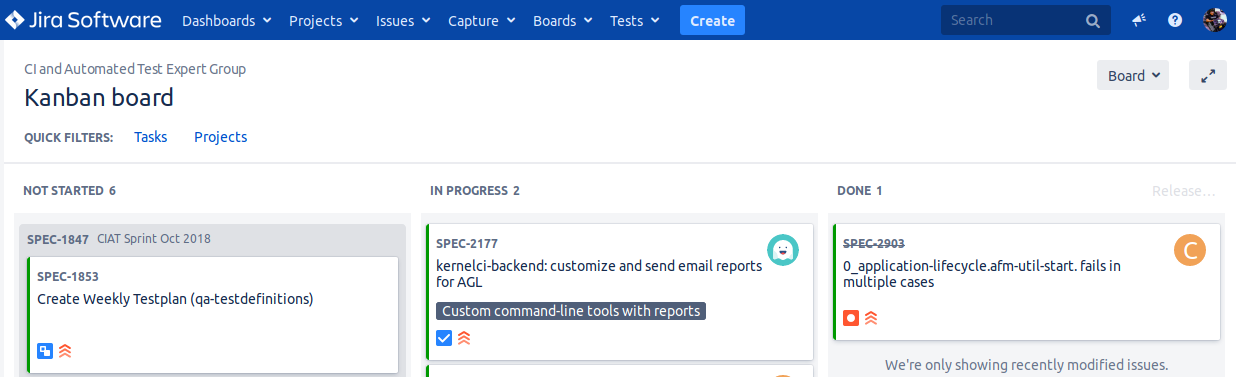 Jira Software Dashboards Projects Issues Capture Boards Tests Create Search
CI and Automated Test Expert Group
Board
Kanban board
QUICK FILTERS: Tasks Projects
NOT STARTED 6
SPEC-1847 CIAT Sprint Oct 2018
SPEC-1853
Create Weekly Testplan (qa-testdefinitions)
IN PROGRESS 2
SPEC-2177
kernelci-backend: customize and send email reports
for AGL
Custom command-line tools with reports
DONE 1
Release...
SPEC-2903
C
0_application-lifecycle.afm-util-start. fails in
multiple cases
We're only showing recently modified issues.